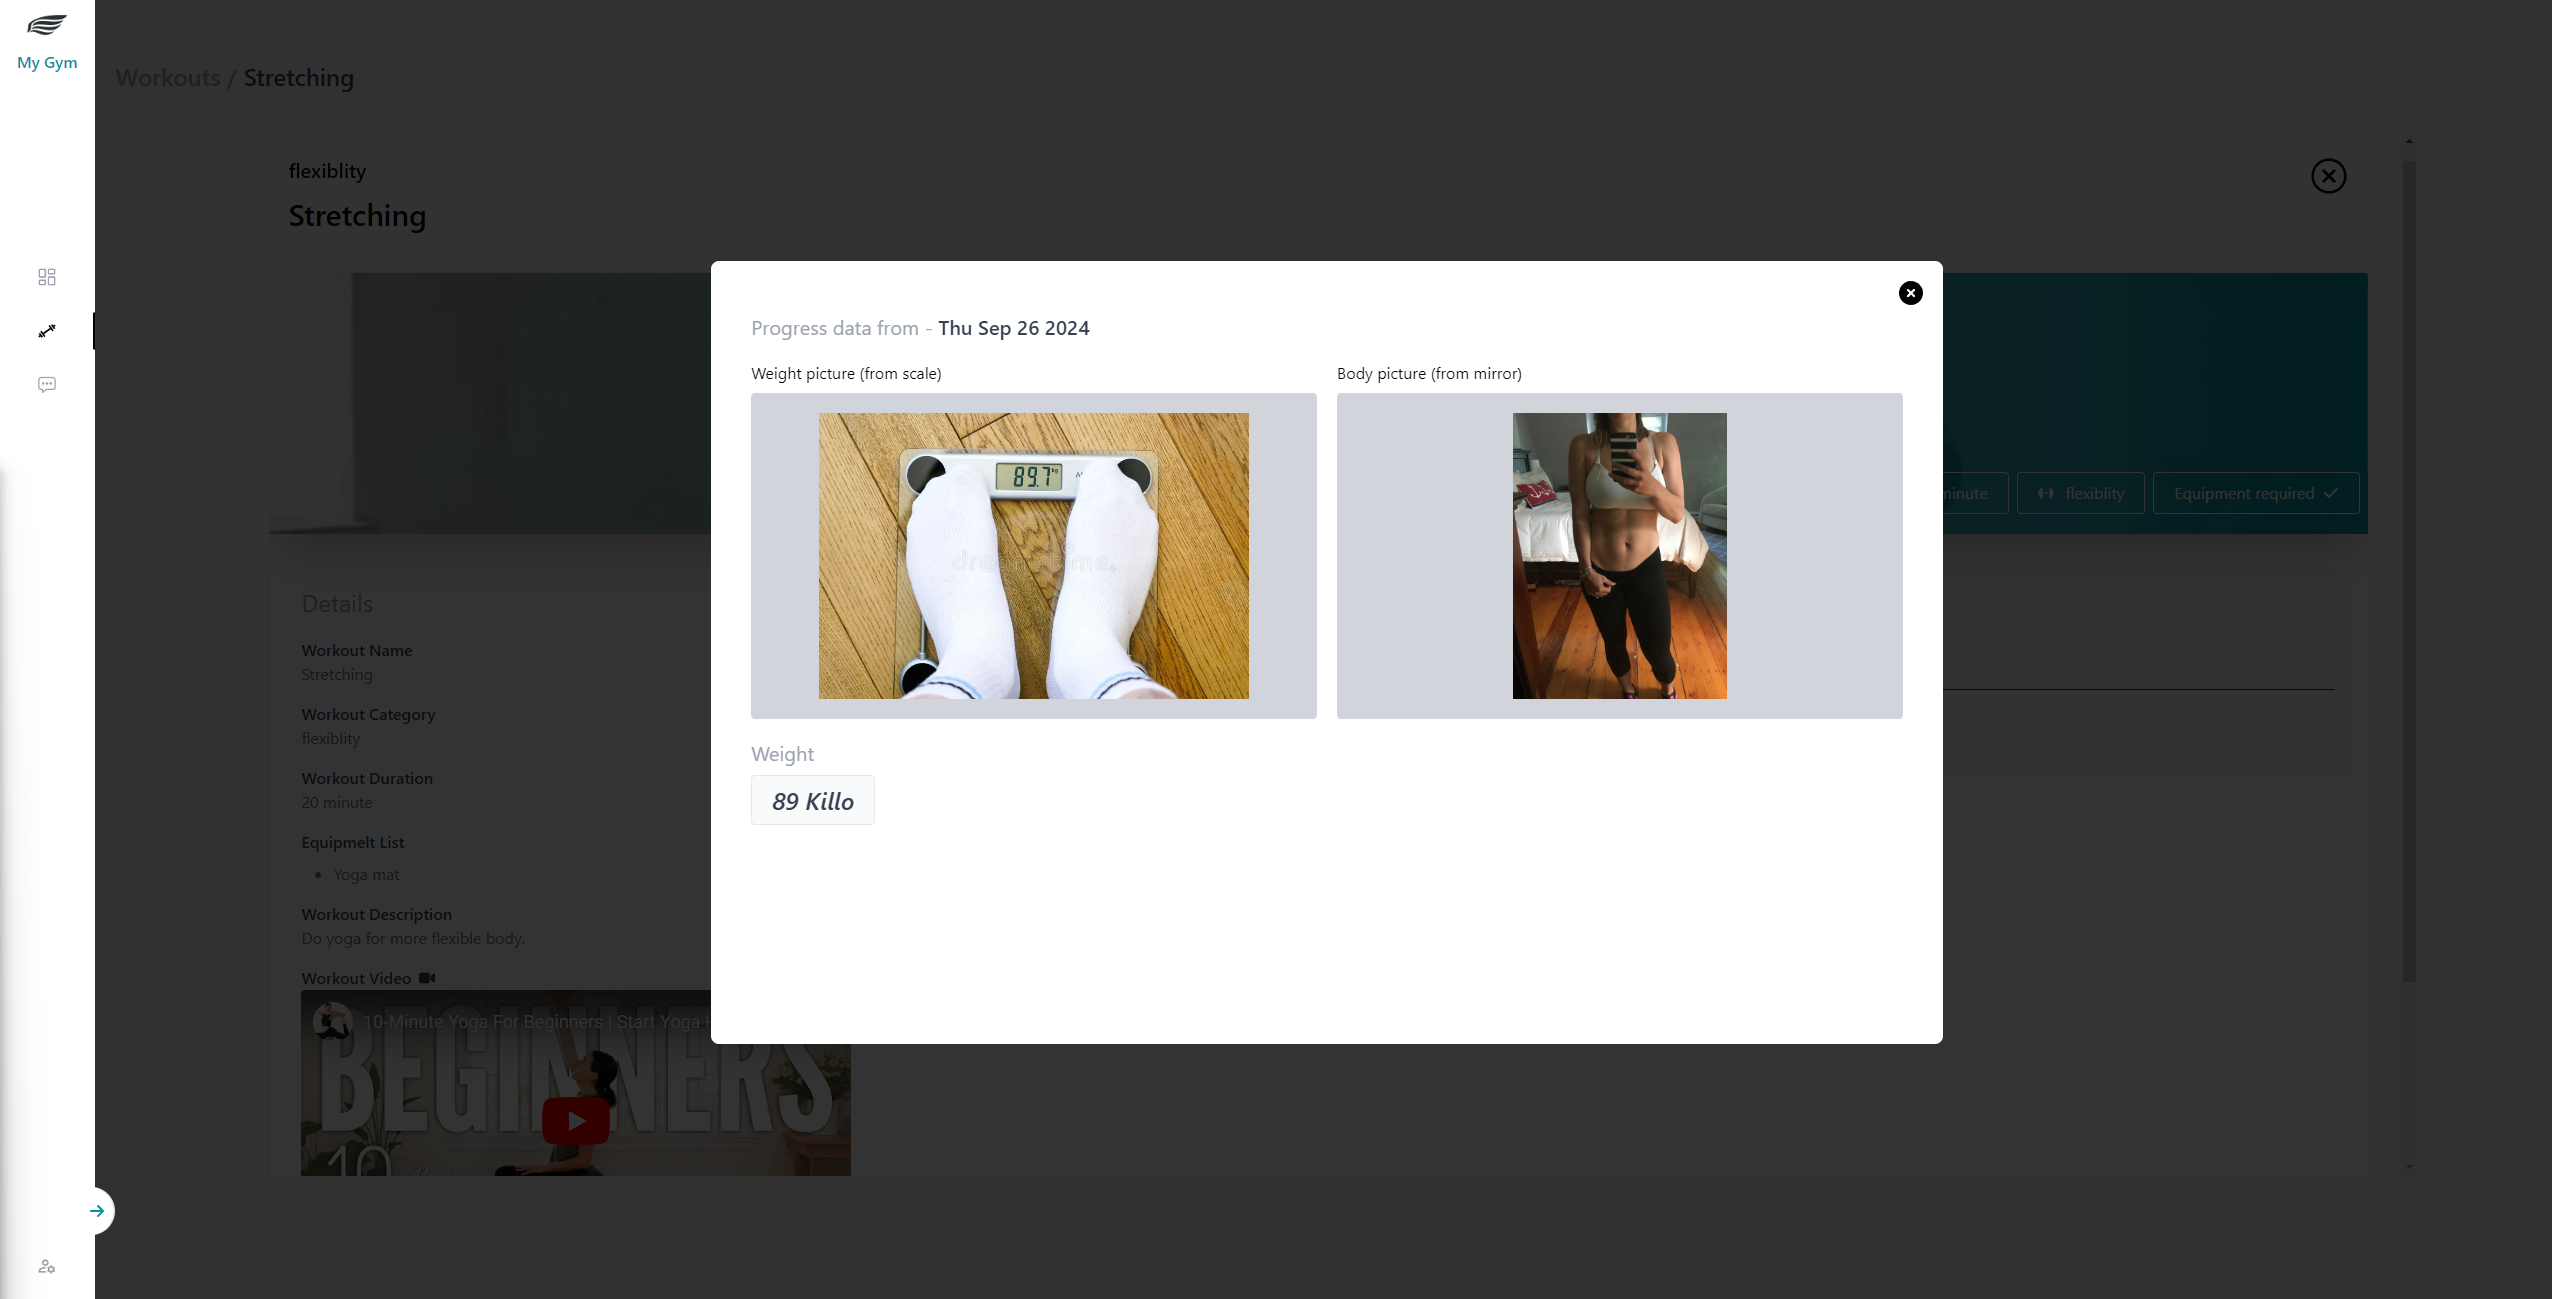 My Gym
Workouts / Stretching
flexiblity
Stretching
minute
flexiblity
Equipment required
Progress data from - Thu Sep 26 2024
Weight picture (from scale)
Body picture (from mirror)
89.7 kg
dreamstime.
Weight
89 Killo
Details
Workout Name
Stretching
Workout Category
flexiblity
Workout Duration
20 minute
Equipmelt List
Yoga mat
Workout Description
Do yoga for more flexible body.
Workout Video
10-Minute Yoga For Beginners | Start Yoga
BEGINNERS
10